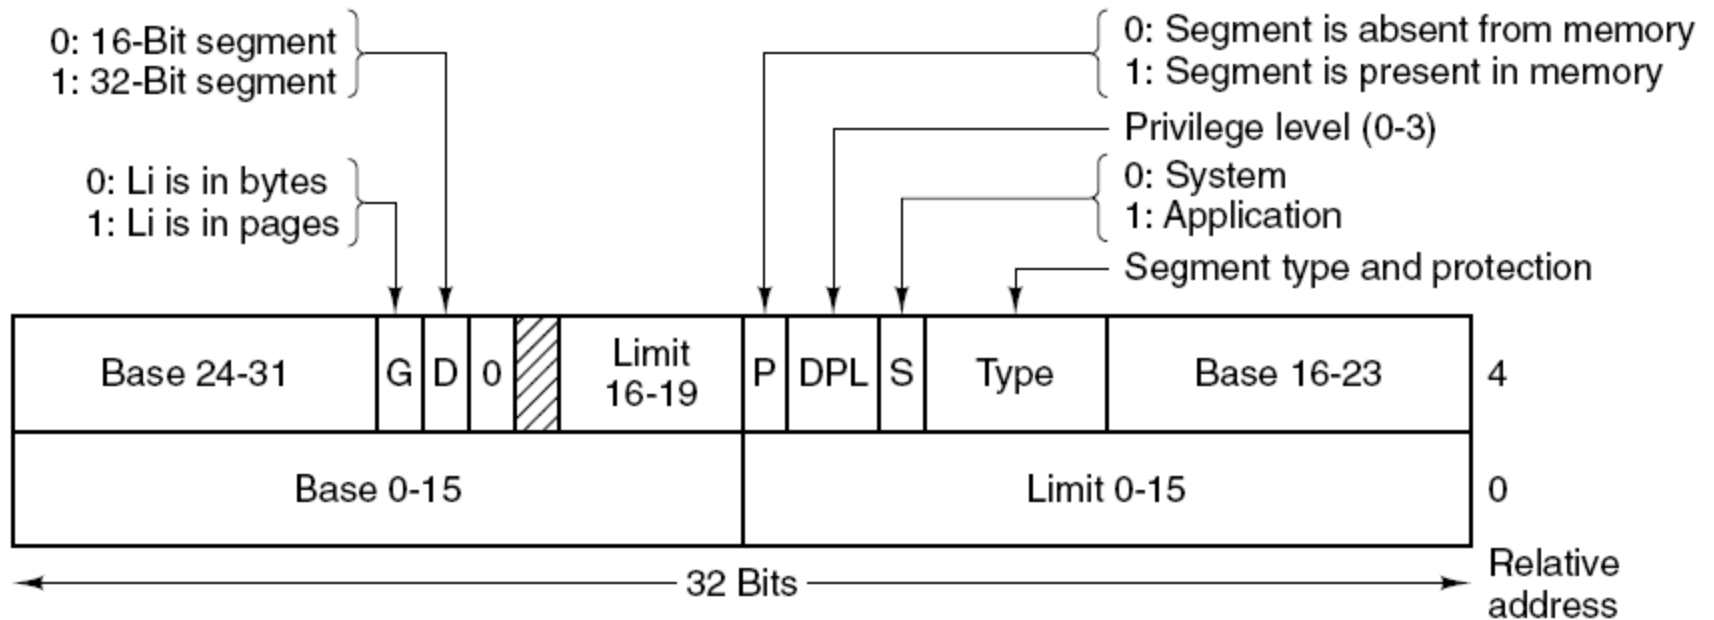 0: 16-Bit segment
1: 32-Bit segment
0: Li is in bytes
1: Li is in pages
0: Segment is absent from memory
1: Segment is present in memory
Privilege level (0-3)
0: System
1: Application
Segment type and protection
Base 24-31
G
D
0
Limit
16-19
P
DPL
S
Type
Base 16-23
4
Base 0-15
Limit 0-15
0
32 Bits
Relative
address